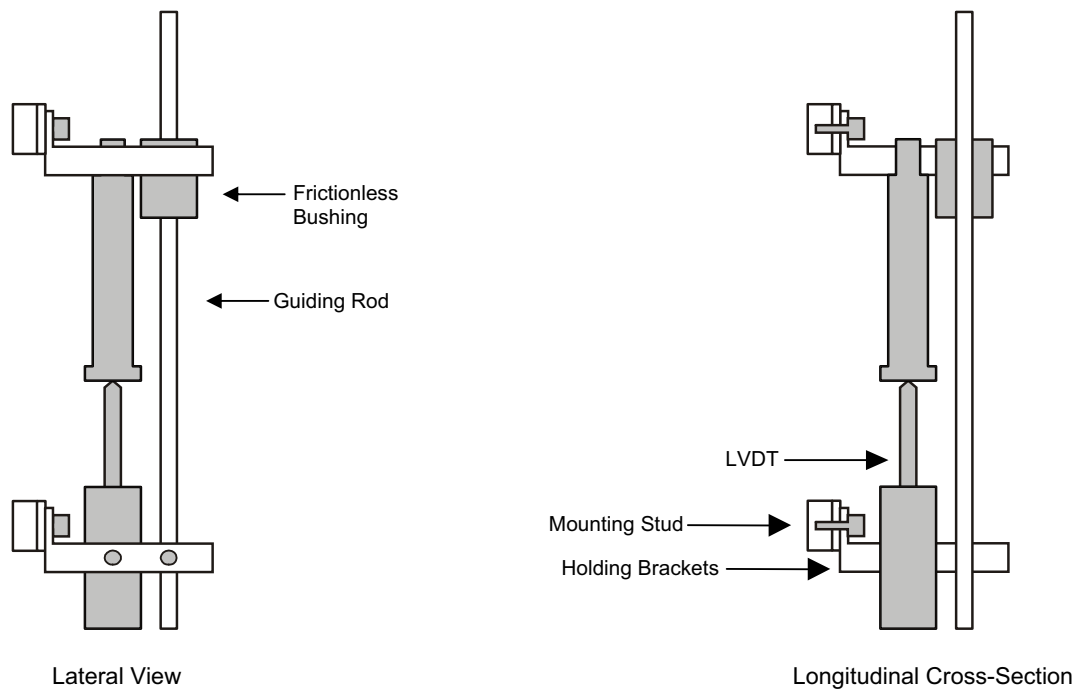 Frictionless
Bushing
Guiding Rod
LVDT
Mounting Stud
Holding Brackets
Lateral View
Longitudinal Cross-Section